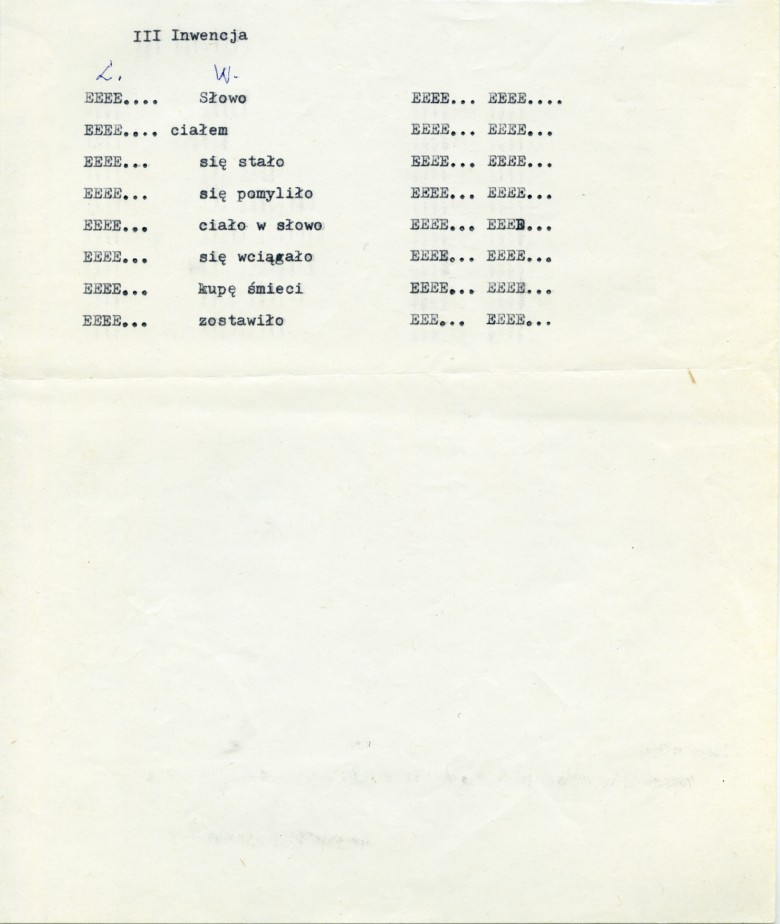 III Inwencja
Ł. W.
EEEE.... Słowo EEEE... EEEE....
EEEE.... ciałem EEEE... EEEE...
EEEE... się stało EEEE... EEEE...
EEEE... się pomyliło EEEE... EEEE...
EEEE... ciało w słowo EEEE... EEEE...
EEEE... się wciągało EEEE... EEEE...
EEEE... kupę śmieci EEEE... EEEE...
EEEE... zostawiło EEE... EEEE...